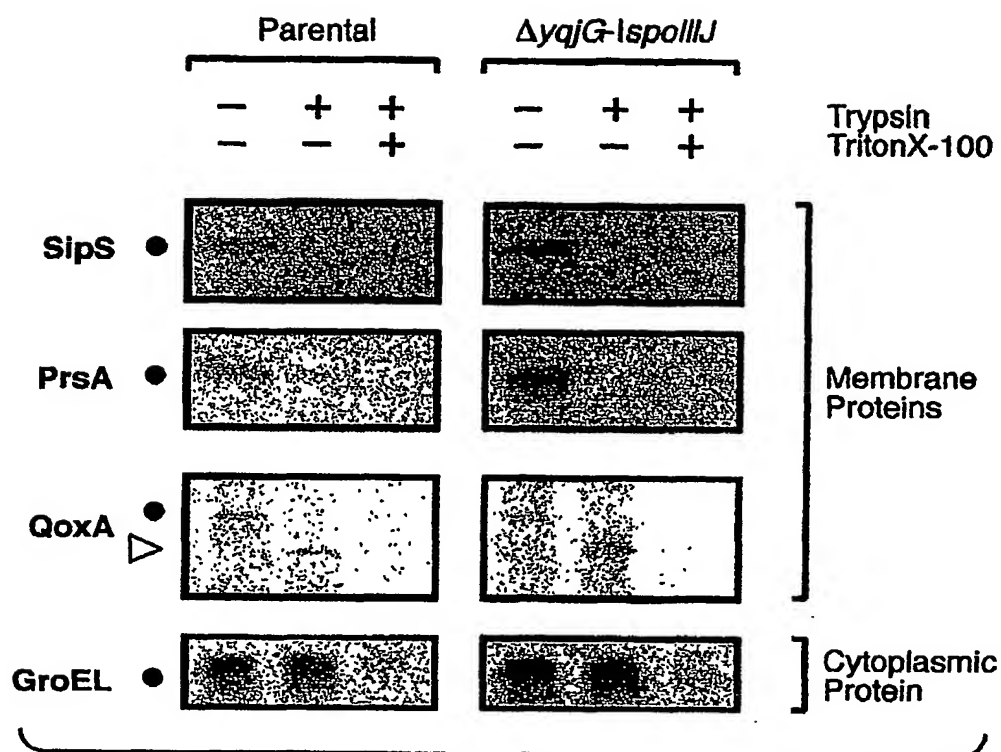 Parental ΔyqjG-IspoIIIJ
− + + − + + Trypsin
− − + − − + TritonX-100
SipS
PrsA
Membrane
Proteins
QoxA
GroEL
Cytoplasmic
Protein